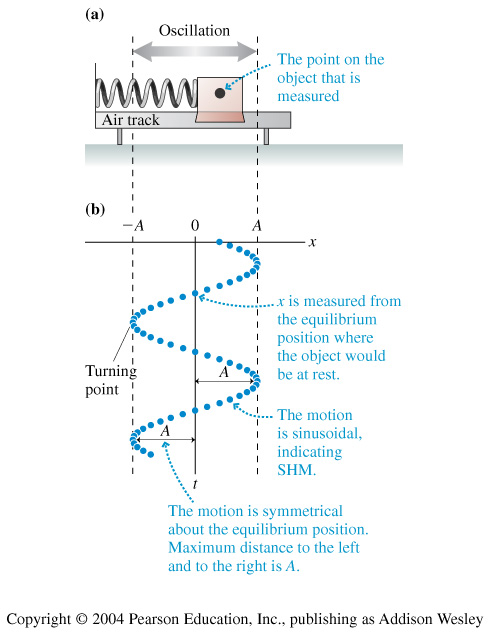 (a)
Oscillation
The point on the
object that is
measured
Air track
(b)
−A 0 A
x
x is measured from
the equilibrium
position where
the object would
be at rest.
Turning
point
A
The motion
is sinusoidal,
indicating
SHM.
A
t
The motion is symmetrical
about the equilibrium position.
Maximum distance to the left
and to the right is A.
Copyright © 2004 Pearson Education, Inc., publishing as Addison Wesley